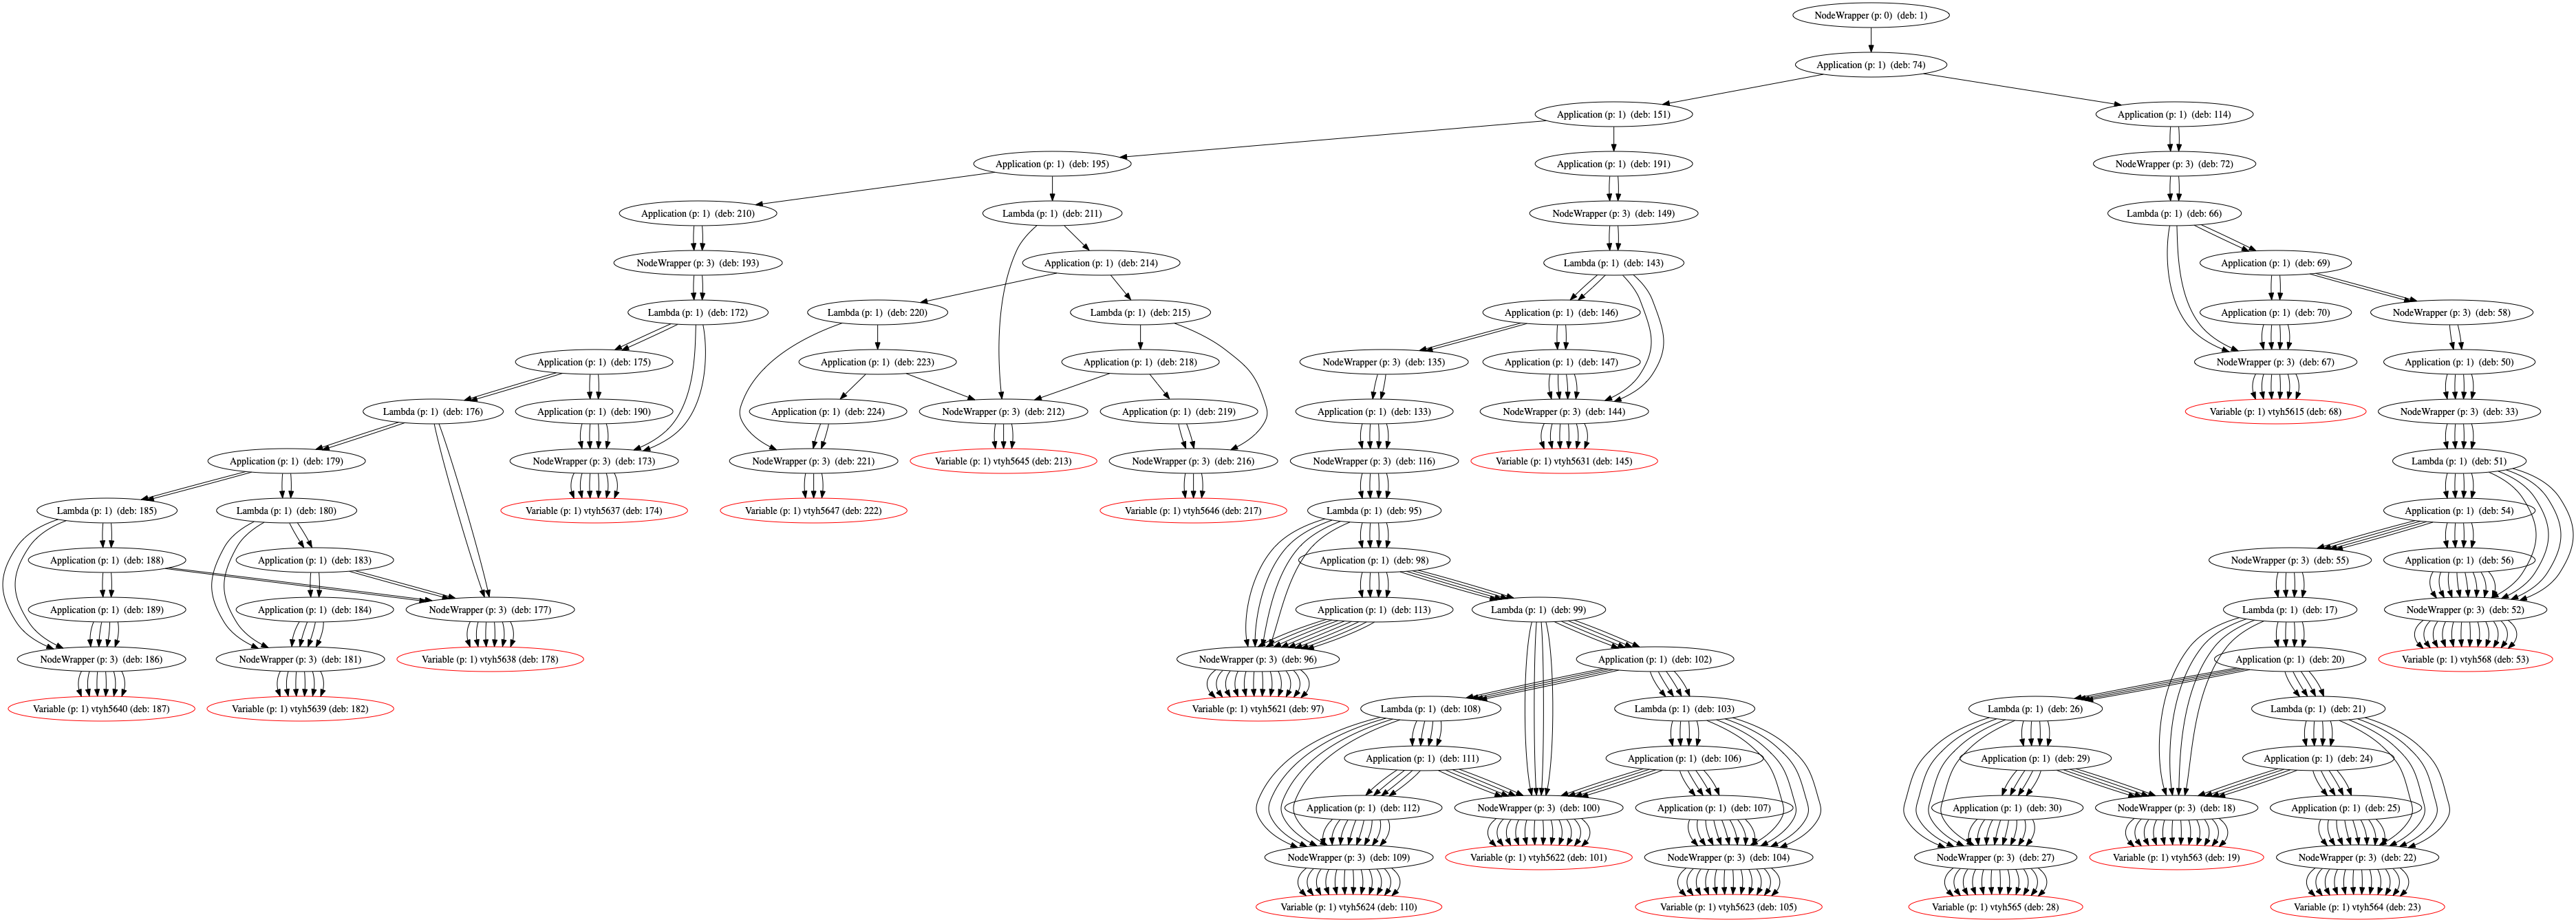 NodeWrapper (p: 0) (deb: 1)
Application (p: 1) (deb: 74)
Application (p: 1) (deb: 151)
Application (p: 1) (deb: 114)
Application (p: 1) (deb: 195)
Application (p: 1) (deb: 191)
NodeWrapper (p: 3) (deb: 72)
Application (p: 1) (deb: 210)
Lambda (p: 1) (deb: 211)
NodeWrapper (p: 3) (deb: 149)
Lambda (p: 1) (deb: 66)
NodeWrapper (p: 3) (deb: 193)
Application (p: 1) (deb: 214)
Lambda (p: 1) (deb: 143)
Application (p: 1) (deb: 69)
Lambda (p: 1) (deb: 172)
Lambda (p: 1) (deb: 220)
Lambda (p: 1) (deb: 215)
Application (p: 1) (deb: 146)
Application (p: 1) (deb: 70)
NodeWrapper (p: 3) (deb: 58)
Application (p: 1) (deb: 175)
Application (p: 1) (deb: 223)
Application (p: 1) (deb: 218)
NodeWrapper (p: 3) (deb: 135)
Application (p: 1) (deb: 147)
NodeWrapper (p: 3) (deb: 67)
Application (p: 1) (deb: 50)
Lambda (p: 1) (deb: 176)
Application (p: 1) (deb: 190)
Application (p: 1) (deb: 224)
NodeWrapper (p: 3) (deb: 212)
Application (p: 1) (deb: 219)
Application (p: 1) (deb: 133)
NodeWrapper (p: 3) (deb: 144)
Variable (p: 1) vtyh5615 (deb: 68)
NodeWrapper (p: 3) (deb: 33)
Application (p: 1) (deb: 179)
NodeWrapper (p: 3) (deb: 173)
NodeWrapper (p: 3) (deb: 221)
Variable (p: 1) vtyh5645 (deb: 213)
NodeWrapper (p: 3) (deb: 216)
NodeWrapper (p: 3) (deb: 116)
Variable (p: 1) vtyh5631 (deb: 145)
Lambda (p: 1) (deb: 51)
Lambda (p: 1) (deb: 185)
Lambda (p: 1) (deb: 180)
Variable (p: 1) vtyh5637 (deb: 174)
Variable (p: 1) vtyh5647 (deb: 222)
Variable (p: 1) vtyh5646 (deb: 217)
Lambda (p: 1) (deb: 95)
Application (p: 1) (deb: 54)
Application (p: 1) (deb: 188)
Application (p: 1) (deb: 183)
Application (p: 1) (deb: 98)
NodeWrapper (p: 3) (deb: 55)
Application (p: 1) (deb: 56)
Application (p: 1) (deb: 189)
Application (p: 1) (deb: 184)
NodeWrapper (p: 3) (deb: 177)
Application (p: 1) (deb: 113)
Lambda (p: 1) (deb: 99)
Lambda (p: 1) (deb: 17)
NodeWrapper (p: 3) (deb: 52)
NodeWrapper (p: 3) (deb: 186)
NodeWrapper (p: 3) (deb: 181)
Variable (p: 1) vtyh5638 (deb: 178)
NodeWrapper (p: 3) (deb: 96)
Application (p: 1) (deb: 102)
Application (p: 1) (deb: 20)
Variable (p: 1) vtyh568 (deb: 53)
Variable (p: 1) vtyh5640 (deb: 187)
Variable (p: 1) vtyh5639 (deb: 182)
Variable (p: 1) vtyh5621 (deb: 97)
Lambda (p: 1) (deb: 108)
Lambda (p: 1) (deb: 103)
Lambda (p: 1) (deb: 26)
Lambda (p: 1) (deb: 21)
Application (p: 1) (deb: 111)
Application (p: 1) (deb: 106)
Application (p: 1) (deb: 29)
Application (p: 1) (deb: 24)
Application (p: 1) (deb: 112)
NodeWrapper (p: 3) (deb: 100)
Application (p: 1) (deb: 107)
Application (p: 1) (deb: 30)
NodeWrapper (p: 3) (deb: 18)
Application (p: 1) (deb: 25)
NodeWrapper (p: 3) (deb: 109)
Variable (p: 1) vtyh5622 (deb: 101)
NodeWrapper (p: 3) (deb: 104)
NodeWrapper (p: 3) (deb: 27)
Variable (p: 1) vtyh563 (deb: 19)
NodeWrapper (p: 3) (deb: 22)
Variable (p: 1) vtyh5624 (deb: 110)
Variable (p: 1) vtyh5623 (deb: 105)
Variable (p: 1) vtyh565 (deb: 28)
Variable (p: 1) vtyh564 (deb: 23)